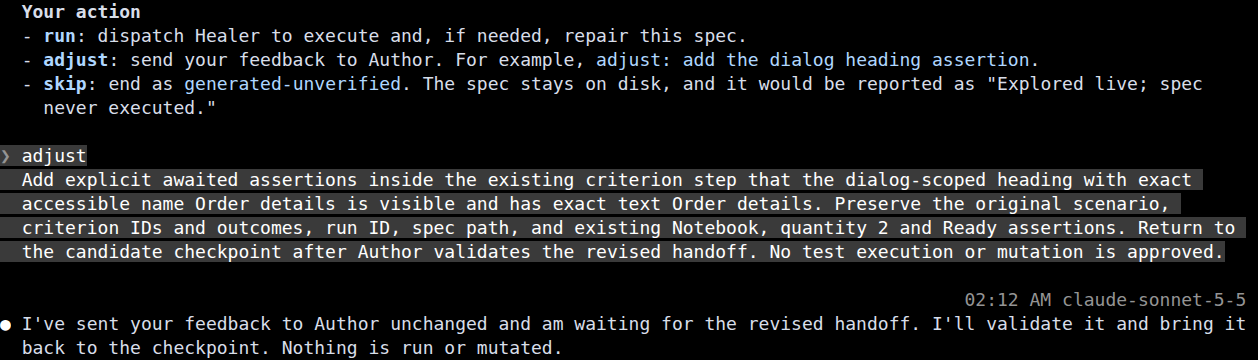 Your action
- run: dispatch Healer to execute and, if needed, repair this spec.
- adjust: send your feedback to Author. For example, adjust: add the dialog heading assertion.
- skip: end as generated-unverified. The spec stays on disk, and it would be reported as "Explored live; spec
never executed."
❯ adjust
Add explicit awaited assertions inside the existing criterion step that the dialog-scoped heading with exact
accessible name Order details is visible and has exact text Order details. Preserve the original scenario,
criterion IDs and outcomes, run ID, spec path, and existing Notebook, quantity 2 and Ready assertions. Return to
the candidate checkpoint after Author validates the revised handoff. No test execution or mutation is approved.
02:12 AM claude-sonnet-5-5
● I've sent your feedback to Author unchanged and am waiting for the revised handoff. I'll validate it and bring it
back to the checkpoint. Nothing is run or mutated.